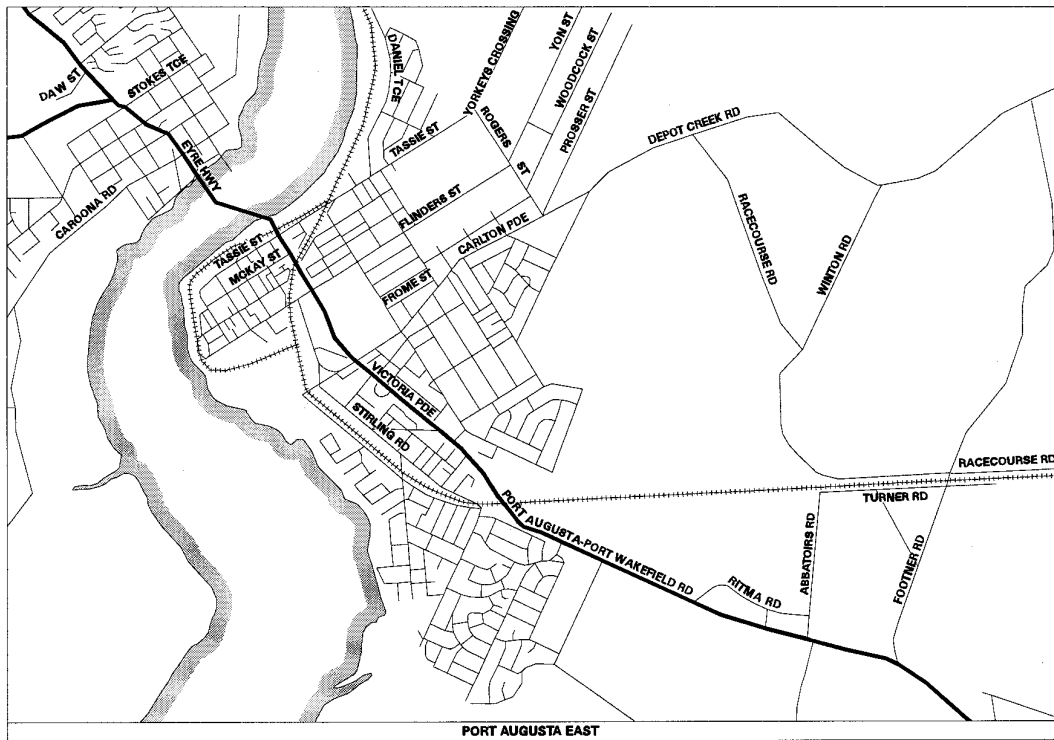 DAW ST
STOKES TCE
EYRE HWY
CAROONA RD
DANIEL TCE
YORKEYS CROSSING
YON ST
WOODCOCK ST
PROSSER ST
TASSIE ST
ROGERS ST
DEPOT CREEK RD
FLINDERS ST
CARLTON PDE
RACECOURSE RD
WINTON RD
TASSIE ST
MCKAY ST
FROME ST
VICTORIA PDE
STIRLING RD
RACECOURSE RD
TURNER RD
PORT AUGUSTA-PORT WAKEFIELD RD
ABBATOIRS RD
FOOTNER RD
RITMA RD
PORT AUGUSTA EAST